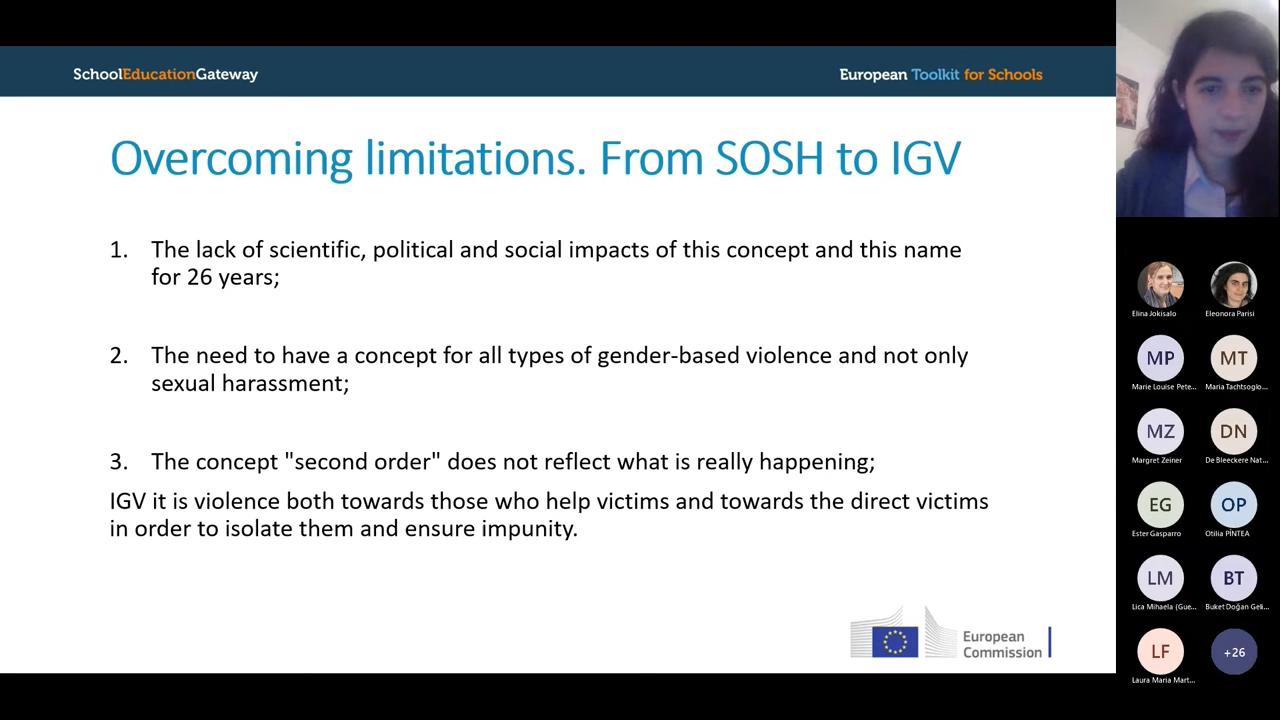 SchoolEducationGateway
European Toolkit for Schools
Overcoming limitations. From SOSH to IGV
1. The lack of scientific, political and social impacts of this concept and this name
for 26 years;
2. The need to have a concept for all types of gender-based violence and not only
sexual harassment;
3. The concept "second order" does not reflect what is really happening;
IGV it is violence both towards those who help victims and towards the direct victims
in order to isolate them and ensure impunity.
European
Commission
Elina Jokisalo
Eleonora Parisi
MP
MT
Marie Louise Pete...
Maria Tachtsoglo...
MZ
DN
Margret Zeiner
De Bleeckere Nat...
EG
OP
Ester Gasparro
Otilia PÎNTEA
LM
BT
Lica Mihaela (Gue...
Buket Doğan Geli...
LF
+26
Laura Maria Mart...